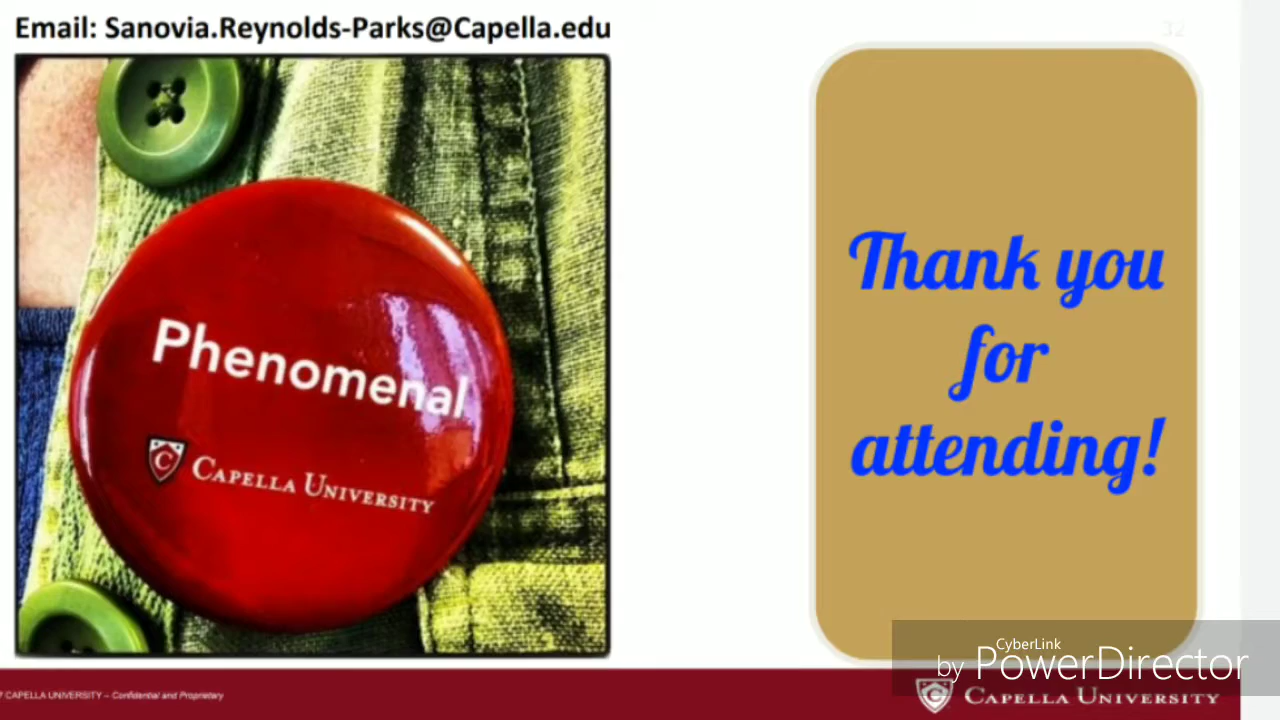 Email: Sanovia.Reynolds-Parks@Capella.edu
32
Phenomenal
C
CAPELLA UNIVERSITY
Thank you
for
attending!
CAPELLA UNIVERSITY – Confidential and Proprietary
CyberLink
by PowerDirector
C CAPELLA UNIVERSITY